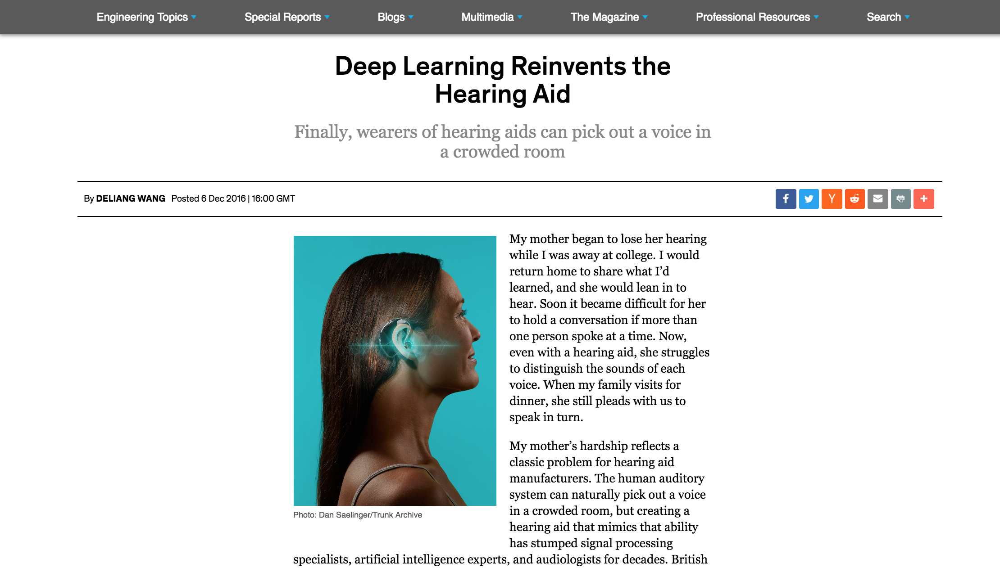 Engineering Topics Special Reports Blogs Multimedia The Magazine Professional Resources Search
Deep Learning Reinvents the
Hearing Aid
Finally, wearers of hearing aids can pick out a voice in
a crowded room
By DELIANG WANG Posted 6 Dec 2016 | 16:00 GMT
My mother began to lose her hearing
while I was away at college. I would
return home to share what I’d
learned, and she would lean in to
hear. Soon it became difficult for her
to hold a conversation if more than
one person spoke at a time. Now,
even with a hearing aid, she struggles
to distinguish the sounds of each
voice. When my family visits for
dinner, she still pleads with us to
speak in turn.
My mother’s hardship reflects a
classic problem for hearing aid
manufacturers. The human auditory
system can naturally pick out a voice
in a crowded room, but creating a
hearing aid that mimics that ability
has stumped signal processing
specialists, artificial intelligence experts, and audiologists for decades. British
Photo: Dan Saelinger/Trunk Archive